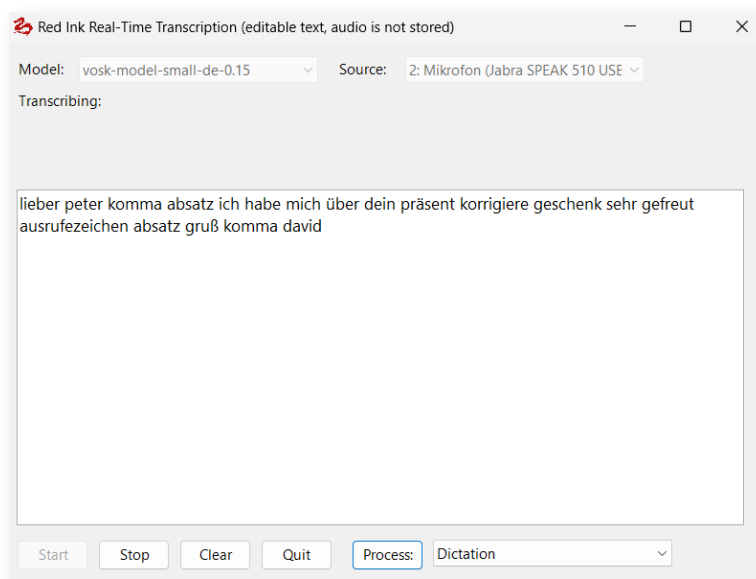 Red Ink Real-Time Transcription (editable text, audio is not stored)
Model: vosk-model-small-de-0.15 Source: 2: Mikrofon (Jabra SPEAK 510 USE
Transcribing:
lieber peter komma absatz ich habe mich über dein präsent korrigiere geschenk sehr gefreut
ausrufezeichen absatz gruß komma david
Start Stop Clear Quit Process: Dictation